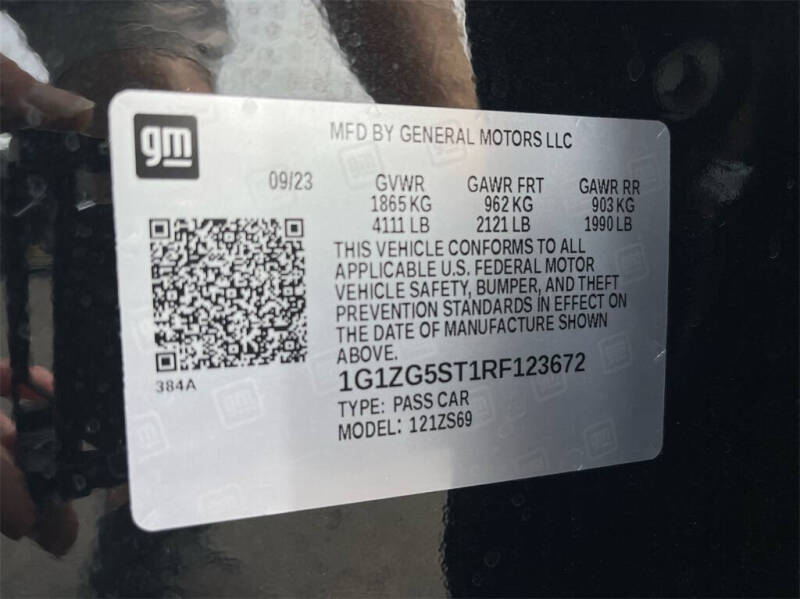 gm
MFD BY GENERAL MOTORS LLC
09/23 GVWR GAWR FRT GAWR RR
1865 KG 962 KG 903 KG
4111 LB 2121 LB 1990 LB
THIS VEHICLE CONFORMS TO ALL
APPLICABLE U.S. FEDERAL MOTOR
VEHICLE SAFETY, BUMPER, AND THEFT
PREVENTION STANDARDS IN EFFECT ON
THE DATE OF MANUFACTURE SHOWN
ABOVE.
384A
1G1ZG5ST1RF123672
TYPE: PASS CAR
MODEL: 121ZS69